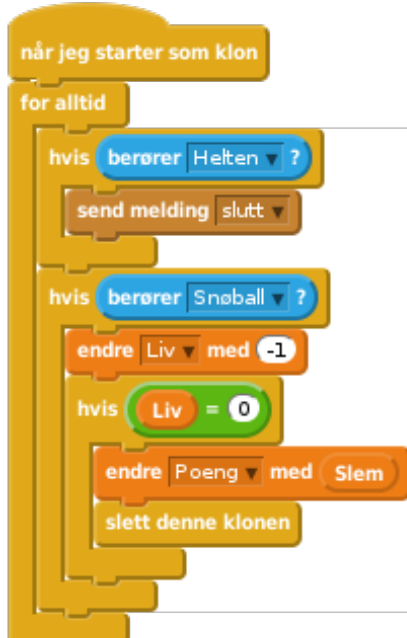 når jeg starter som klon
for alltid
hvis berører Helten ▼ ?
send melding slutt ▼
hvis berører Snøball ▼ ?
endre Liv ▼ med -1
hvis Liv = 0
endre Poeng ▼ med Slem
slett denne klonen